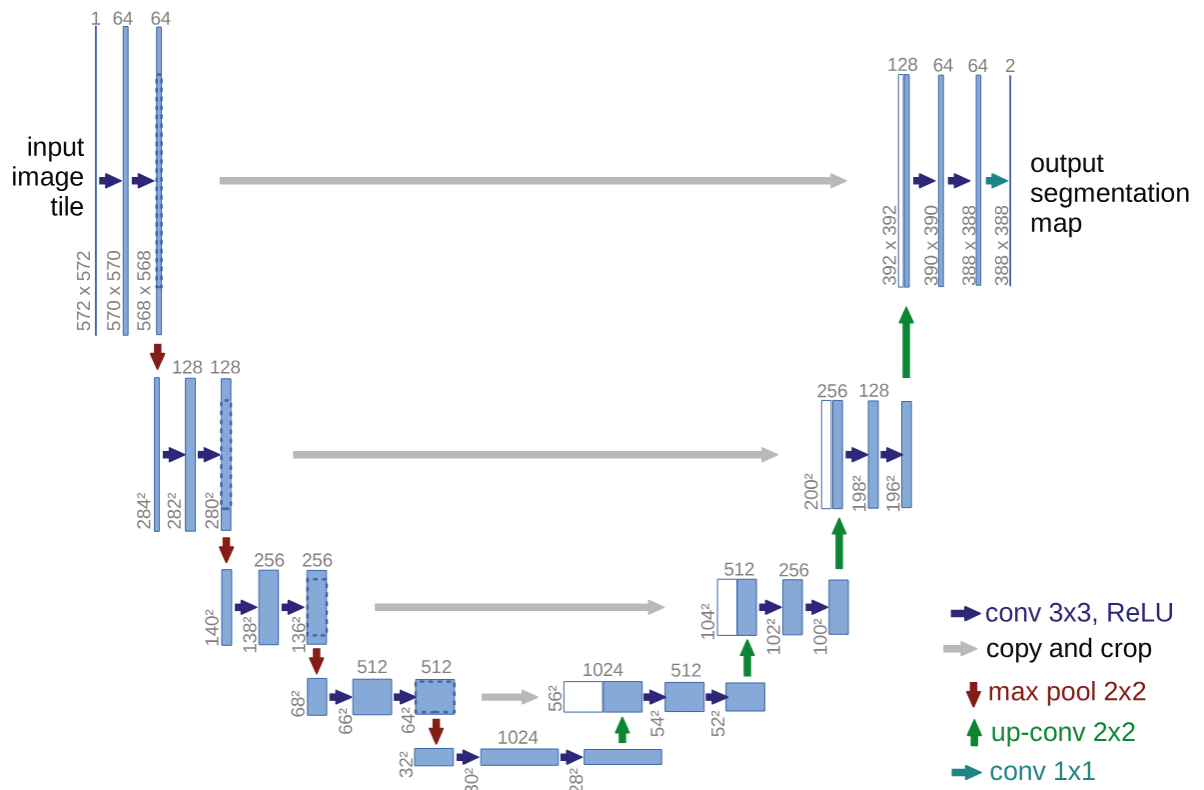 1 64 64
128 64 64 2
input
image
tile
output
segmentation
map
572 x 572
570 x 570
568 x 568
392 x 392
390 x 390
388 x 388
388 x 388
128 128
256 128
284²
282²
280²
200²
198²
196²
256 256
512 256
140²
138²
136²
104²
102²
100²
conv 3x3, ReLU
copy and crop
max pool 2x2
up-conv 2x2
conv 1x1
512 512
1024 512
68²
66²
64²
56²
54²
52²
1024
32²
30²
28²